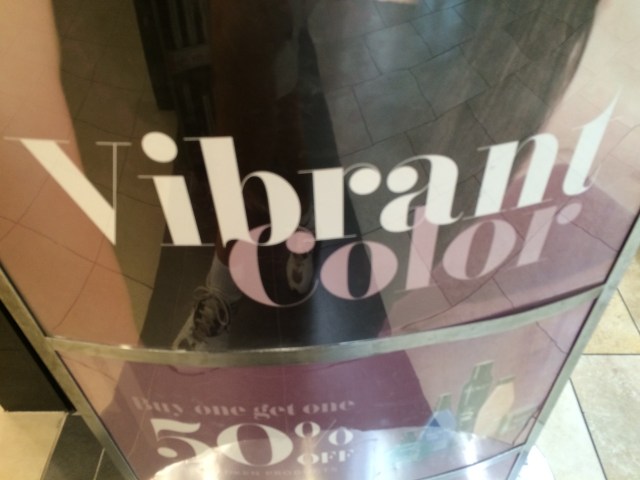 Vibrant
Color
Buy one get one
50% OFF